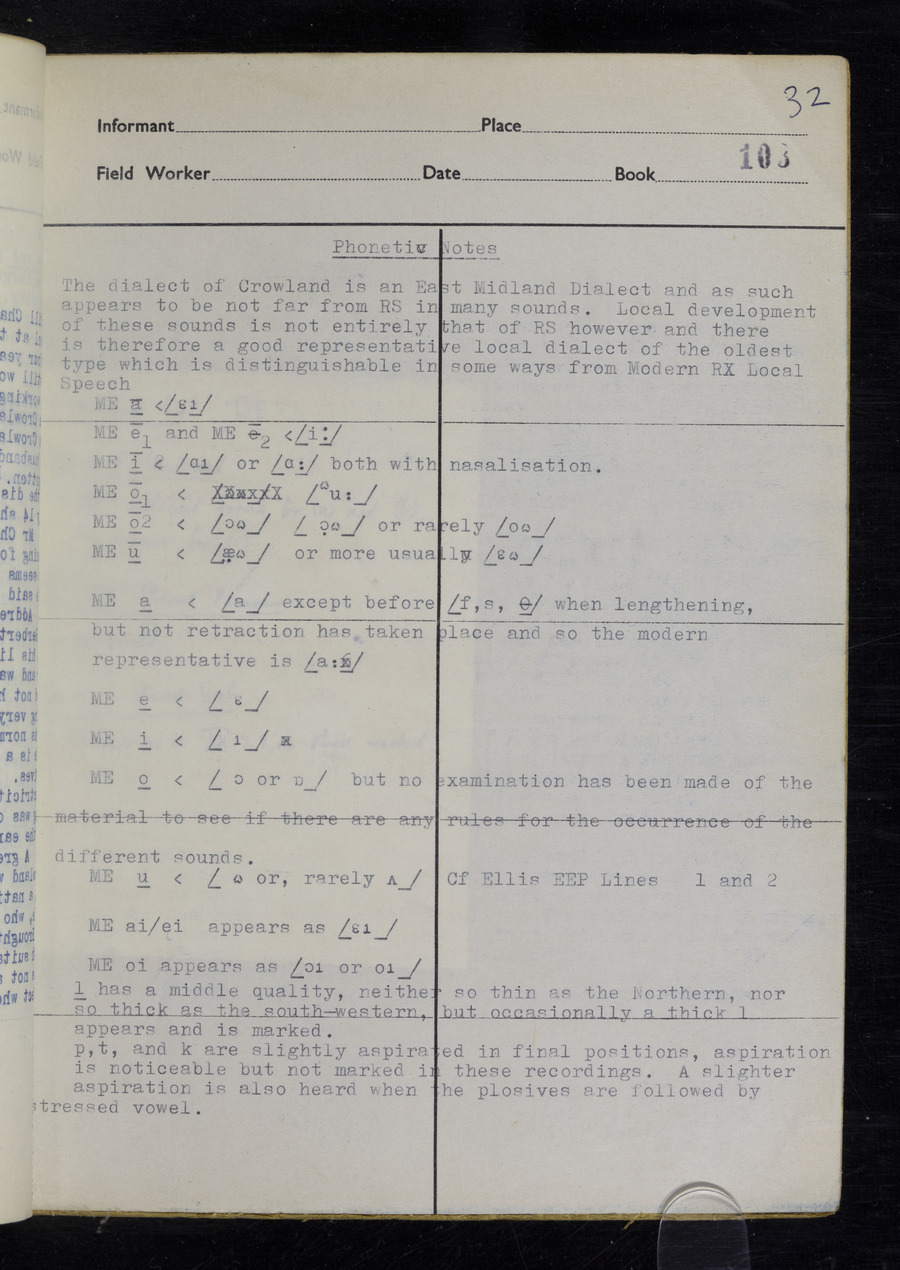 32
Informant Place
103
Field Worker Date Book
Phonetic Notes
The dialect of Crowland is an East Midland Dialect and as such
appears to be not far from RS in many sounds. Local development
of these sounds is not entirely that of RS however and there
is therefore a good representative local dialect of the oldest
type which is distinguishable in some ways from Modern RX Local
Speech
ME ā < /ɛɪ/
ME ē1 and ME ē2 < /i:/
ME ī < /ɑɪ/ or /ɑ:/ both with nasalisation.
ME ō1 < /ωu:/
ME ō2 < /ɔω/ /ɔ̣ω/ or rarely /oω/
ME ū < /æ̣ω/ or more usually /ɛω/
ME a < /a/ except before /f,s, θ/ when lengthening,
but not retraction has taken place and so the modern
representative is /a:/
ME e < /ɛ/
ME i < /ɪ/
ME o < /ɔ or ɒ/ but no examination has been made of the
material to see if there are any rules for the occurrence of the
different sounds.
ME u < /ω or, rarely ʌ/ Cf Ellis EEP Lines 1 and 2
ME ai/ei appears as /ɛɪ/
ME oi appears as /ɔɪ or oɪ/
l has a middle quality, neither so thin as the Northern, nor
so thick as the south-western, but occasionally a thick l
appears and is marked.
p,t, and k are slightly aspirated in final positions, aspiration
is noticeable but not marked in these recordings. A slighter
aspiration is also heard when the plosives are followed by
stressed vowel.